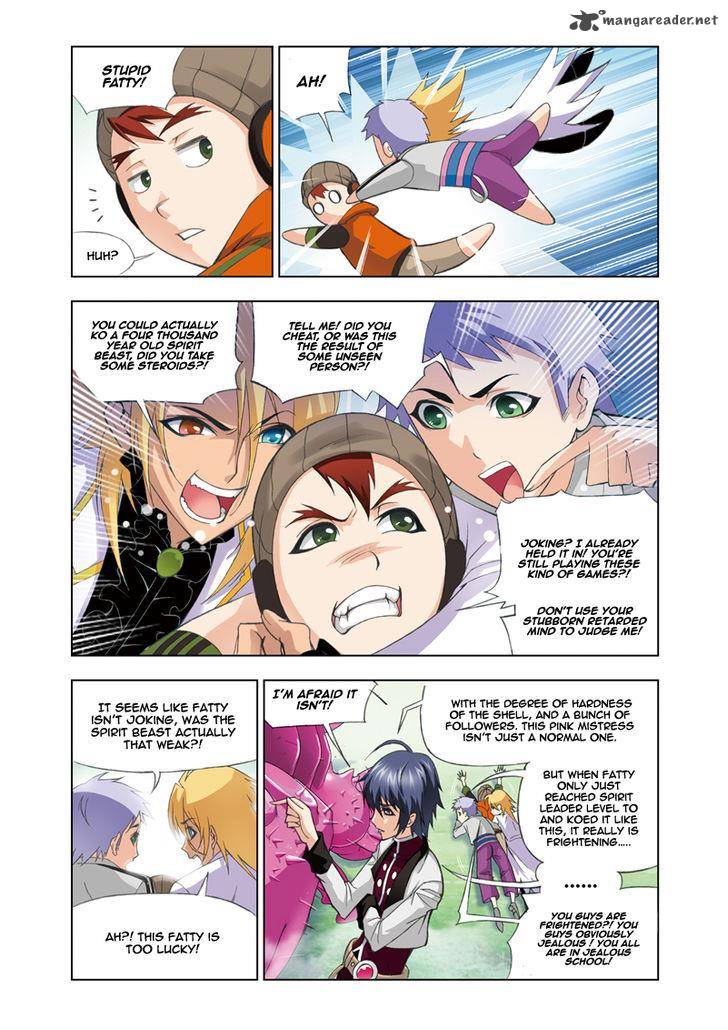 mangareader.net
STUPID
FATTY!
HUH?
AH!
YOU COULD ACTUALLY
KO A FOUR THOUSAND
YEAR OLD SPIRIT
BEAST, DID YOU TAKE
SOME STEROIDS?!
TELL ME! DID YOU
CHEAT, OR WAS THIS
THE RESULT OF
SOME UNSEEN
PERSON?!
JOKING? I ALREADY
HELD IT IN! YOU'RE
STILL PLAYING THESE
KIND OF GAMES?!
DON'T USE YOUR
STUBBORN RETARDED
MIND TO JUDGE ME!
IT SEEMS LIKE FATTY
ISN'T JOKING, WAS THE
SPIRIT BEAST ACTUALLY
THAT WEAK?!
AH?! THIS FATTY IS
TOO LUCKY!
I'M AFRAID IT
ISN'T!
WITH THE DEGREE OF HARDNESS
OF THE SHELL, AND A BUNCH OF
FOLLOWERS. THIS PINK MISTRESS
ISN'T JUST A NORMAL ONE.
BUT WHEN FATTY
ONLY JUST
REACHED SPIRIT
LEADER LEVEL TO
AND KOED IT LIKE
THIS, IT REALLY IS
FRIGHTENING.....
......
YOU GUYS ARE
FRIGHTENED?! YOU
GUYS OBVIOUSLY
JEALOUS! YOU ALL
ARE IN JEALOUS
SCHOOL!